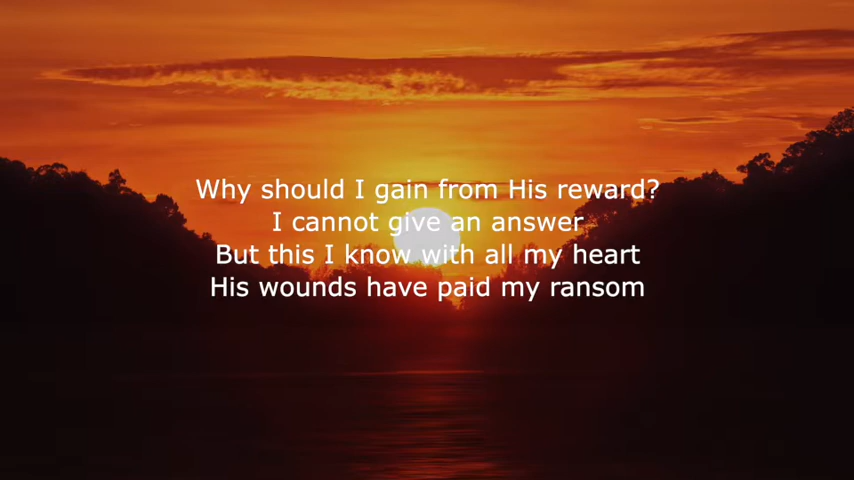 Why should I gain from His reward?
I cannot give an answer
But this I know with all my heart
His wounds have paid my ransom